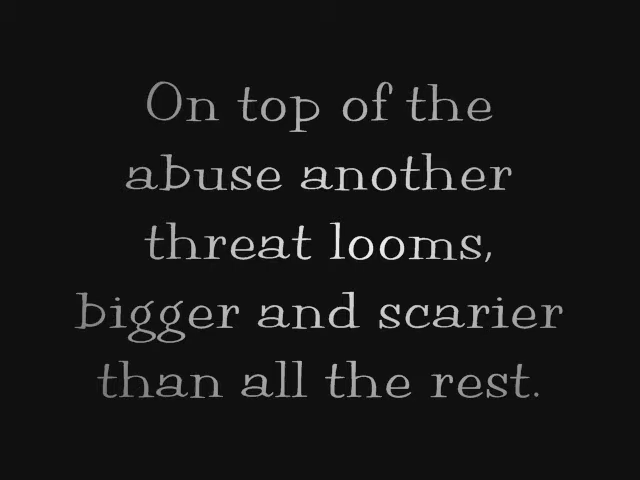 On top of the
abuse another
threat looms,
bigger and scarier
than all the rest.